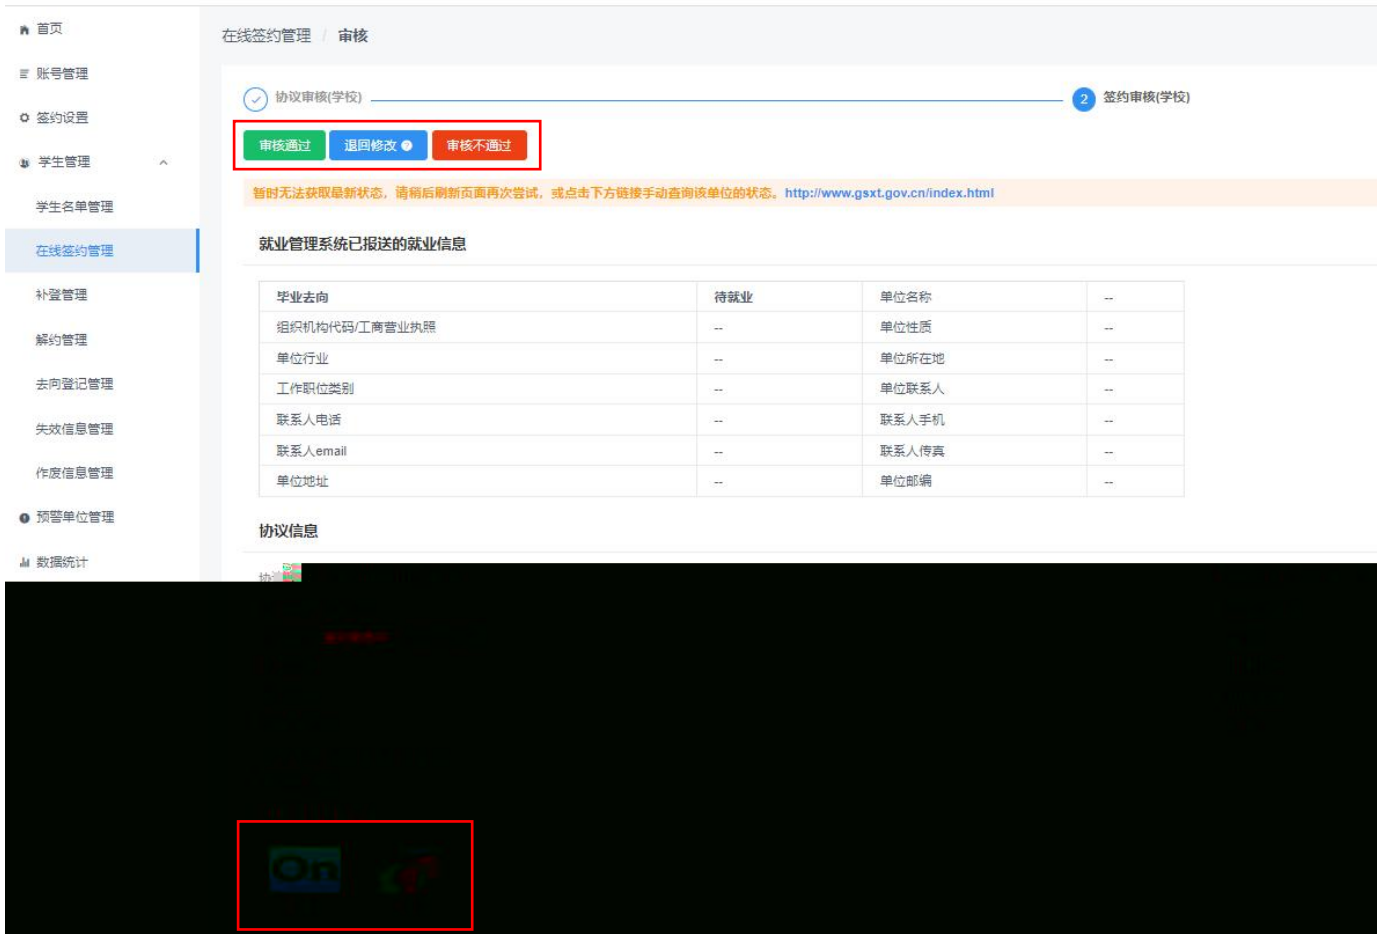 首页
账号管理
签约设置
学生管理
学生名单管理
在线签约管理
补登管理
解约管理
去向登记管理
失效信息管理
作废信息管理
预警单位管理
数据统计
在线签约管理 / 审核
协议审核(学校)
2 签约审核(学校)
审核通过 退回修改 审核不通过
暂时无法获取最新状态，请稍后刷新页面再次尝试，或点击下方链接手动查询该单位的状态。http://www.gsxt.gov.cn/index.html
就业管理系统已报送的就业信息
毕业去向 待就业 单位名称 --
组织机构代码/工商营业执照 -- 单位性质 --
单位行业 -- 单位所在地 --
工作职位类别 -- 单位联系人 --
联系人电话 -- 联系人手机 --
联系人email -- 联系人传真 --
单位地址 -- 单位邮编 --
协议信息
On